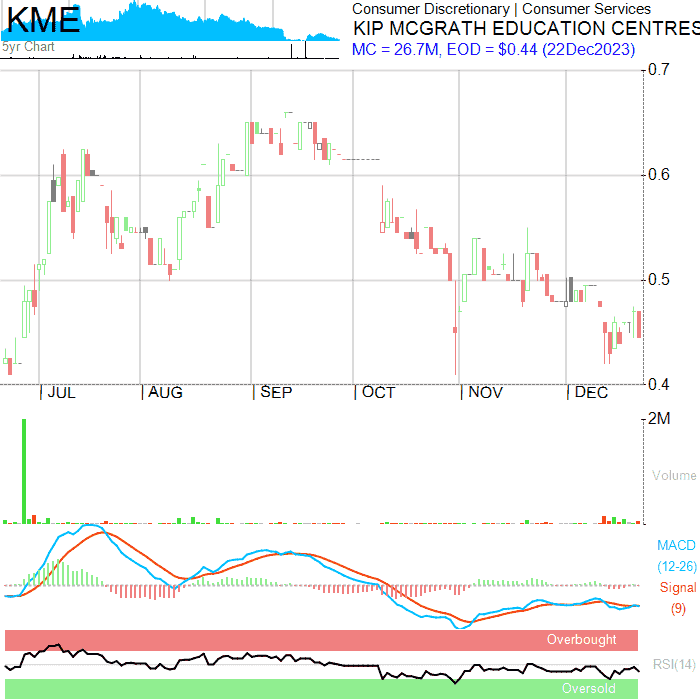 KME
Consumer Discretionary | Consumer Services
KIP MCGRATH EDUCATION CENTRES
5yr Chart
MC = 26.7M, EOD = $0.44 (22Dec2023)
0.7
0.6
0.5
0.4
JUL
AUG
SEP
OCT
NOV
DEC
2M
Volume
MACD
(12-26)
Signal
(9)
Overbought
RSI(14)
Oversold